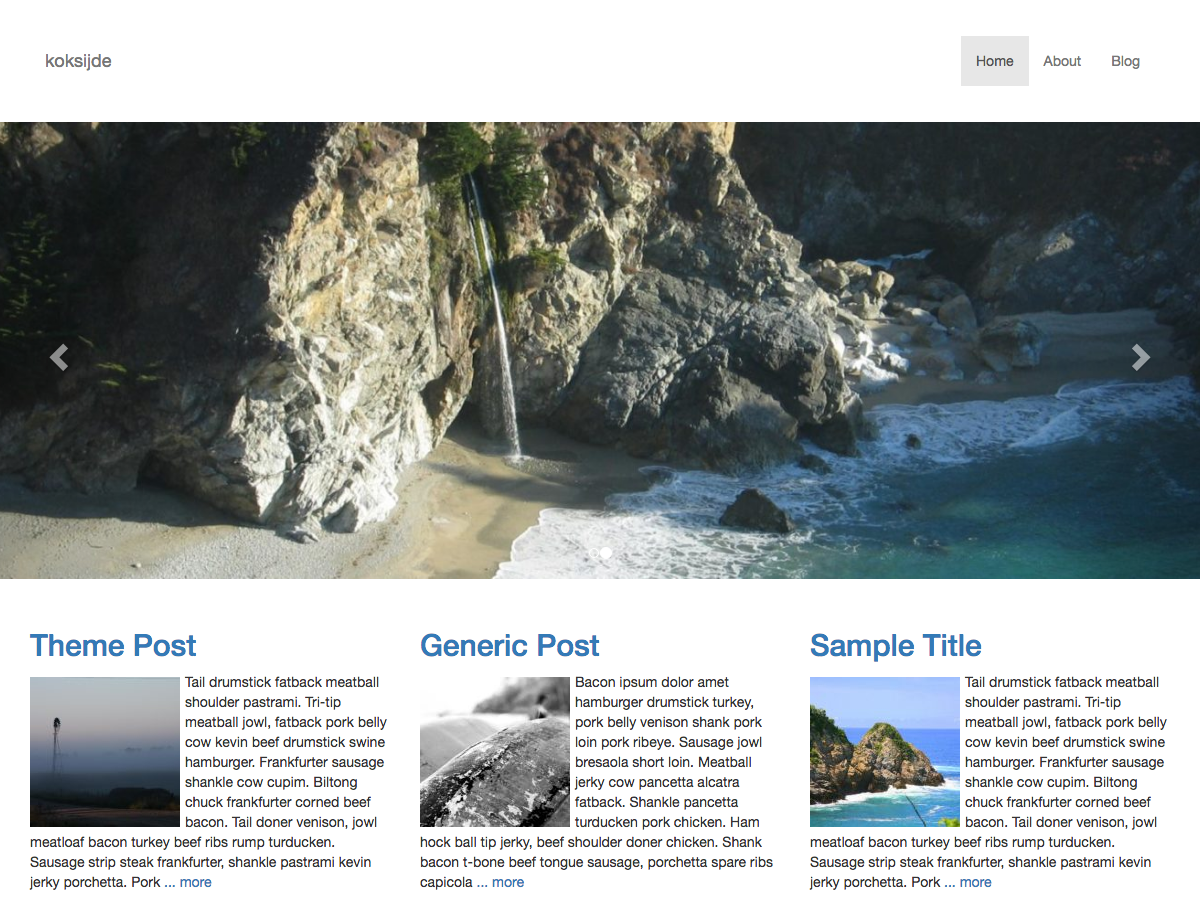 koksijde
Home About Blog
Theme Post
Tail drumstick fatback meatball
shoulder pastrami. Tri-tip
meatball jowl, fatback pork belly
cow kevin beef drumstick swine
hamburger. Frankfurter sausage
shankle cow cupim. Biltong
chuck frankfurter corned beef
bacon. Tail doner venison, jowl
meatloaf bacon turkey beef ribs rump turducken.
Sausage strip steak frankfurter, shankle pastrami kevin
jerky porchetta. Pork ... more
Generic Post
Bacon ipsum dolor amet
hamburger drumstick turkey,
pork belly venison shank pork
loin pork ribeye. Sausage jowl
bresaola short loin. Meatball
jerky cow pancetta alcatra
fatback. Shankle pancetta
turducken pork chicken. Ham
hock ball tip jerky, beef shoulder doner chicken. Shank
bacon t-bone beef tongue sausage, porchetta spare ribs
capicola ... more
Sample Title
Tail drumstick fatback meatball
shoulder pastrami. Tri-tip
meatball jowl, fatback pork belly
cow kevin beef drumstick swine
hamburger. Frankfurter sausage
shankle cow cupim. Biltong
chuck frankfurter corned beef
bacon. Tail doner venison, jowl
meatloaf bacon turkey beef ribs rump turducken.
Sausage strip steak frankfurter, shankle pastrami kevin
jerky porchetta. Pork ... more